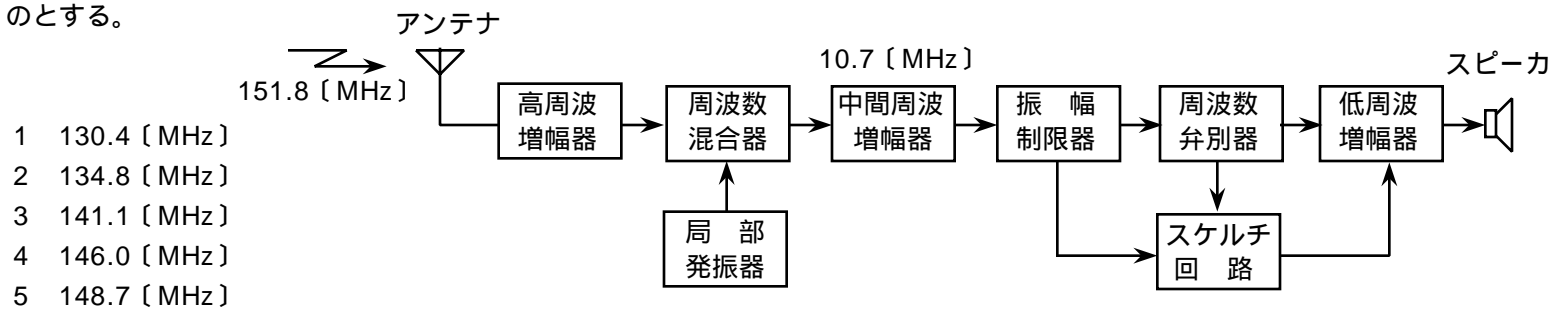 のとする。
アンテナ
151.8〔MHz〕
10.7〔MHz〕
スピーカ
高周波
増幅器
周波数
混合器
中間周波
増幅器
振　幅
制限器
周波数
弁別器
低周波
増幅器
局　部
発振器
スケルチ
回　路
1　130.4〔MHz〕
2　134.8〔MHz〕
3　141.1〔MHz〕
4　146.0〔MHz〕
5　148.7〔MHz〕